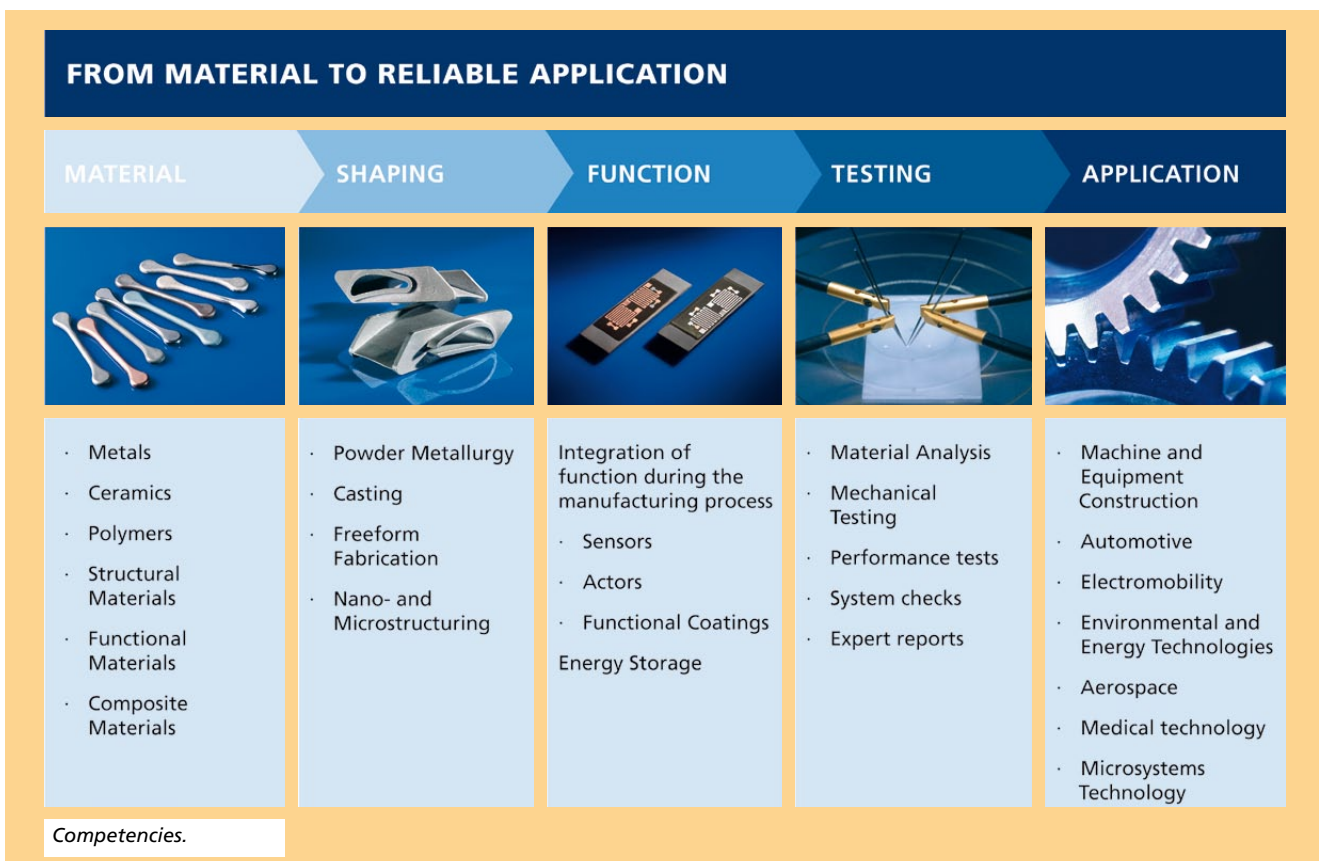 FROM MATERIAL TO RELIABLE APPLICATION
MATERIAL
SHAPING
FUNCTION
TESTING
APPLICATION
· Metals
· Ceramics
· Polymers
· Structural
Materials
· Functional
Materials
· Composite
Materials
· Powder Metallurgy
· Casting
· Freeform
Fabrication
· Nano- and
Microstructuring
Integration of
function during the
manufacturing process
· Sensors
· Actors
· Functional Coatings
Energy Storage
· Material Analysis
· Mechanical
Testing
· Performance tests
· System checks
· Expert reports
· Machine and
Equipment
Construction
· Automotive
· Electromobility
· Environmental and
Energy Technologies
· Aerospace
· Medical technology
· Microsystems
Technology
Competencies.